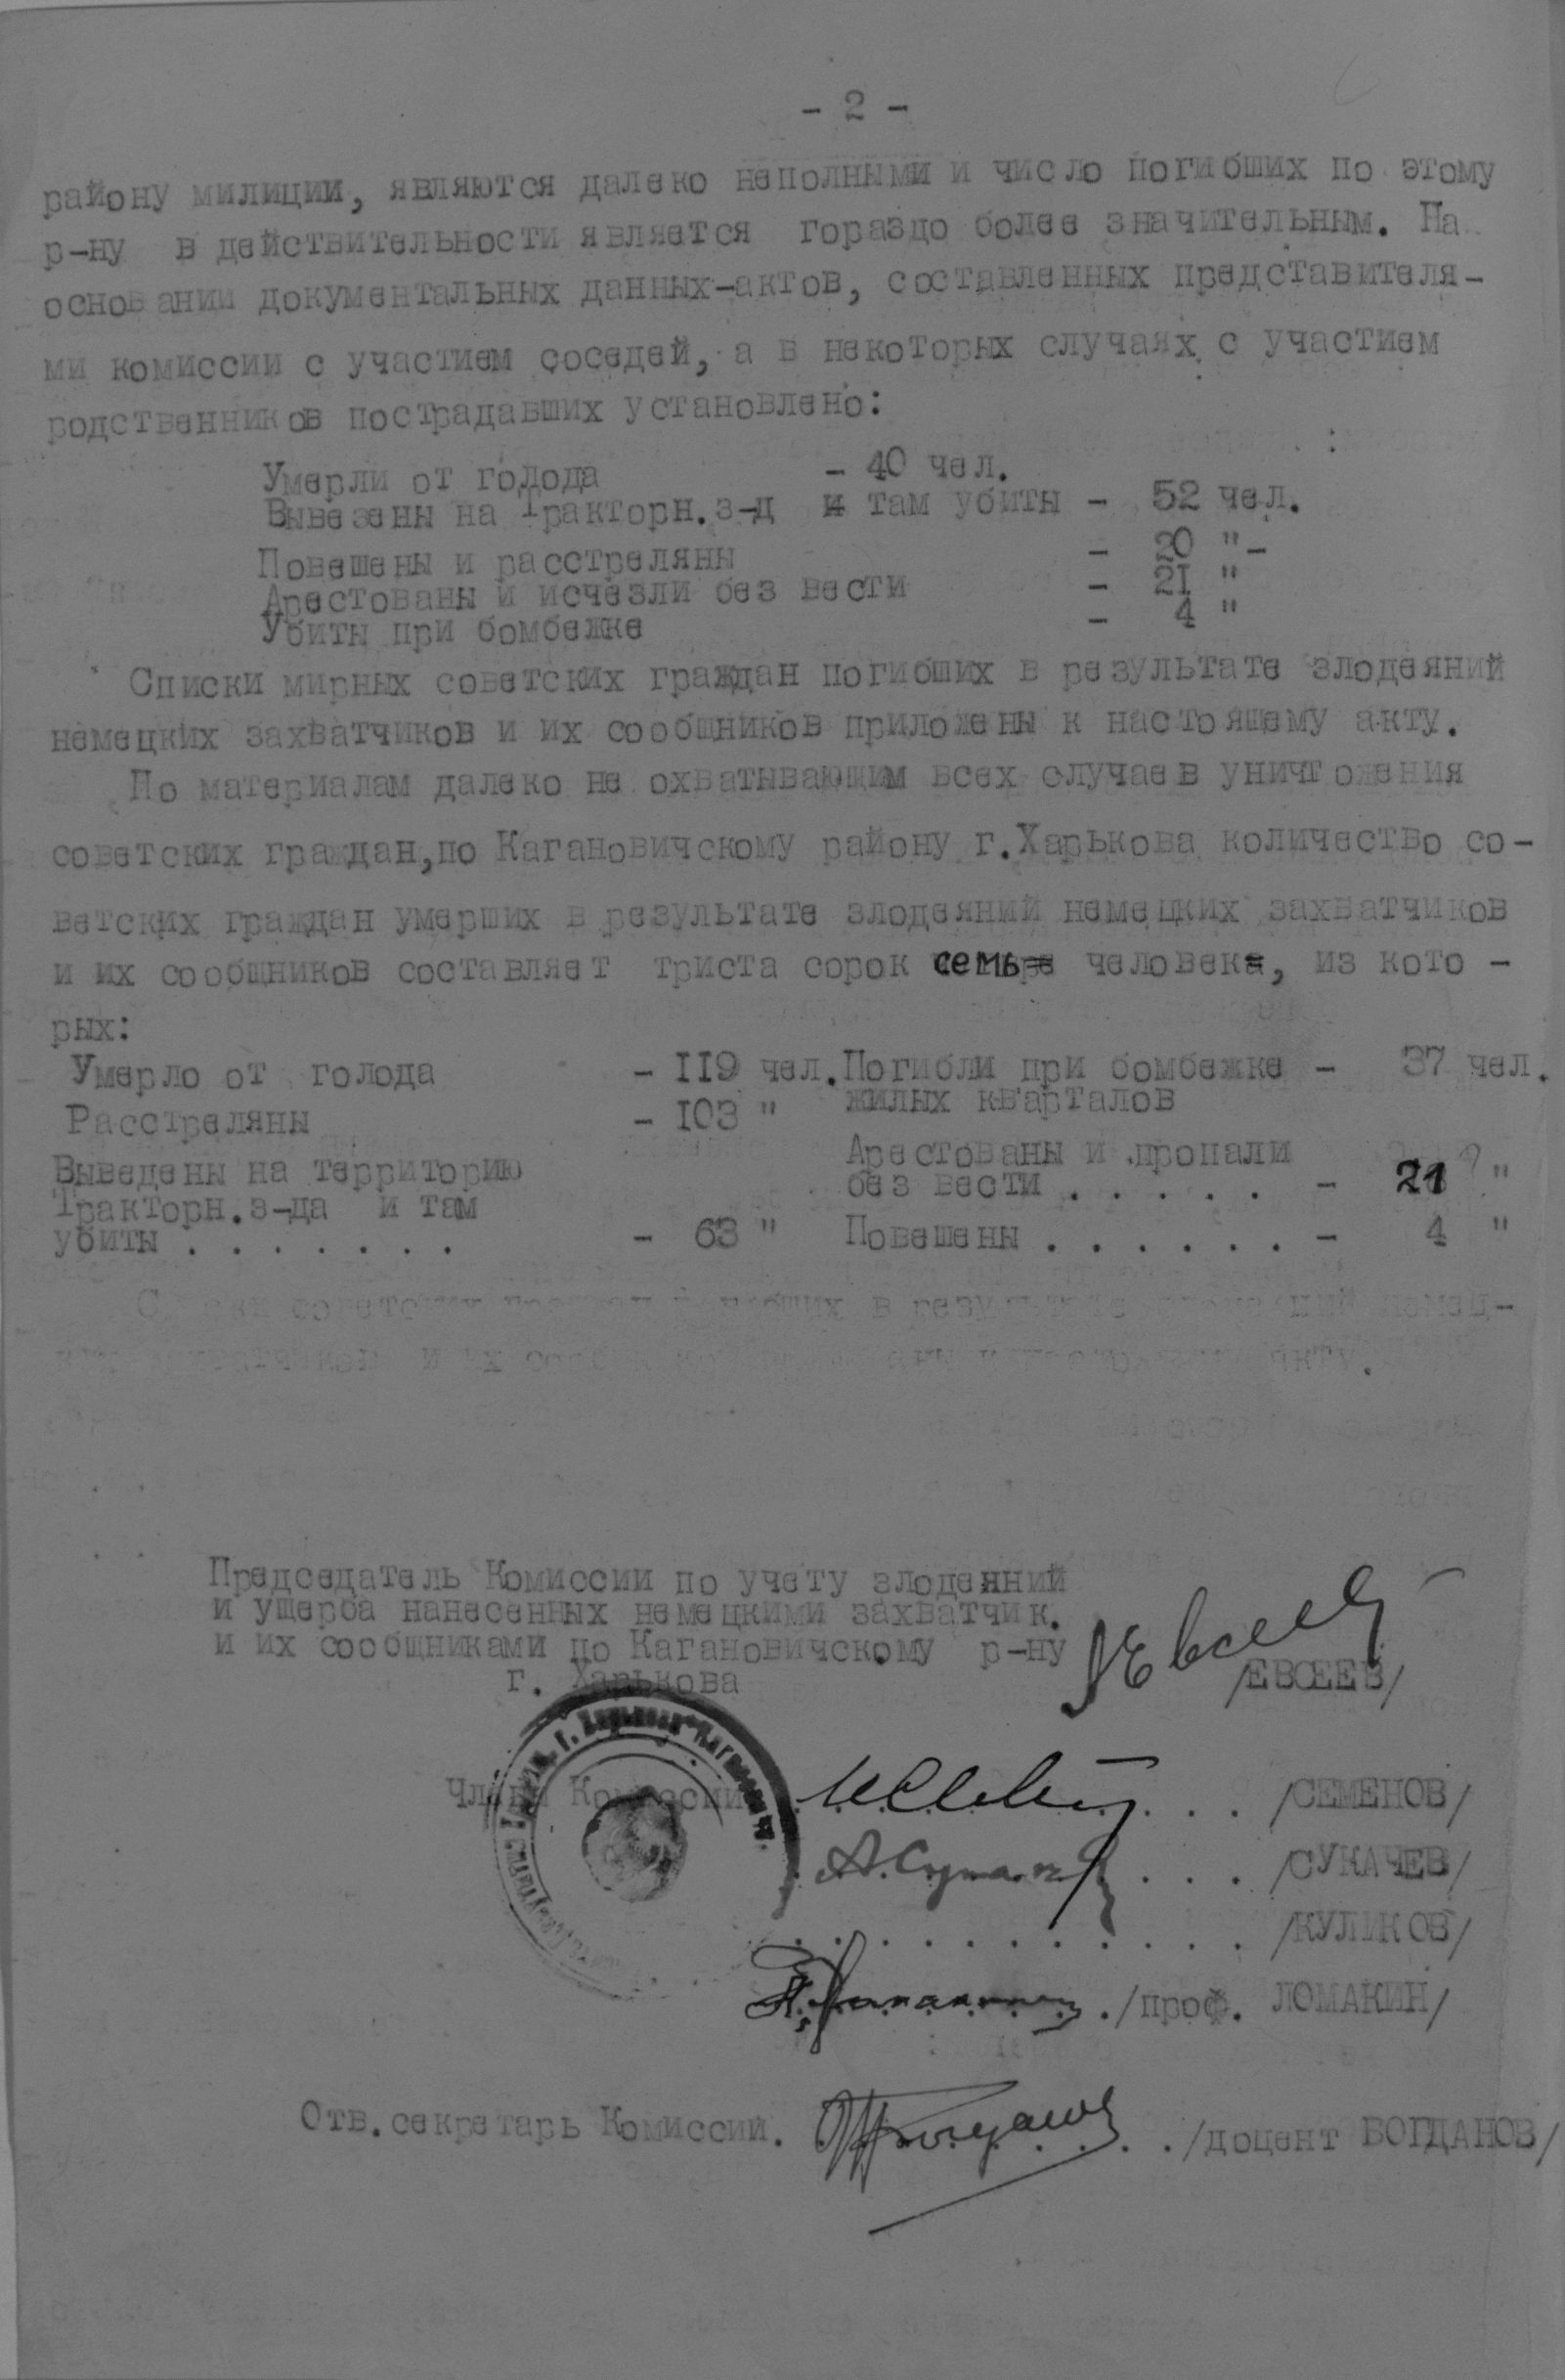 - 2 -
району милиции, являются далеко неполными и число погибших по этому
р-ну в действительности является гораздо более значительным. На
основании документальных данных-актов, составленных представителя-
ми комиссии с участием соседей, а в некоторых случаях с участием
родственников пострадавших установлено:
Умерли от голода - 40 чел.
Вывезены на Тракторн.з-д и там убиты - 52 чел.
Повешены и расстреляны - 20 "-
Арестованы и исчезли без вести - 21 "
Убиты при бомбежке - 4 "
Списки мирных советских граждан погибших в результате злодеяний
немецких захватчиков и их сообщников приложены к настоящему акту.
По материалам далеко не охватывающим всех случаев уничтожения
советских граждан,по Кагановичскому району г.Харькова количество со-
ветских граждан умерших в результате злодеяний немецких захватчиков
и их сообщников составляет триста сорок семь человек, из кото -
рых:
Умерло от голода - 119 чел. Погибли при бомбежке - 37 чел.
Расстреляны - 103 " жилых кварталов
Выведены на территорию Арестованы и пропали
Тракторн.з-да и там без вести . . . . . - 21 "
убиты . . . . . . . - 63 " Повешены . . . . . . - 4 "
советских в результате немец-
и их акту.
Председатель Комиссии по учету злодеяний
и ущерба нанесенных немецкими захватчик.
и их сообщниками по Кагановичскому р-ну
г. Харькова /ЕВСЕЕВ/
Члены Комиссии . . . /СЕМЕНОВ/
А. Сукачев . . . /СУКАЧЕВ/
. . . . . . . . . . . /КУЛИКОВ/
./проф. ЛОМАКИН/
Отв.секретарь Комиссии. Богданов . ./доцент БОГДАНОВ/